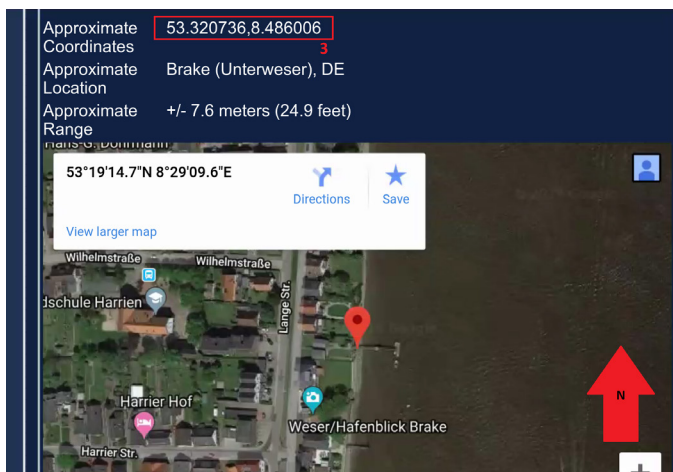 Approximate Coordinates 53.320736,8.486006
3
Approximate Location Brake (Unterweser), DE
Approximate Range +/- 7.6 meters (24.9 feet)
Hans-G. Dohrmann
53°19'14.7"N 8°29'09.6"E
Directions
Save
View larger map
Wilhelmstraße
Wilhelmstraße
dschule Harrien
Lange Str.
N
Harrier Hof
Weser/Hafenblick Brake
Harrier Str.
+